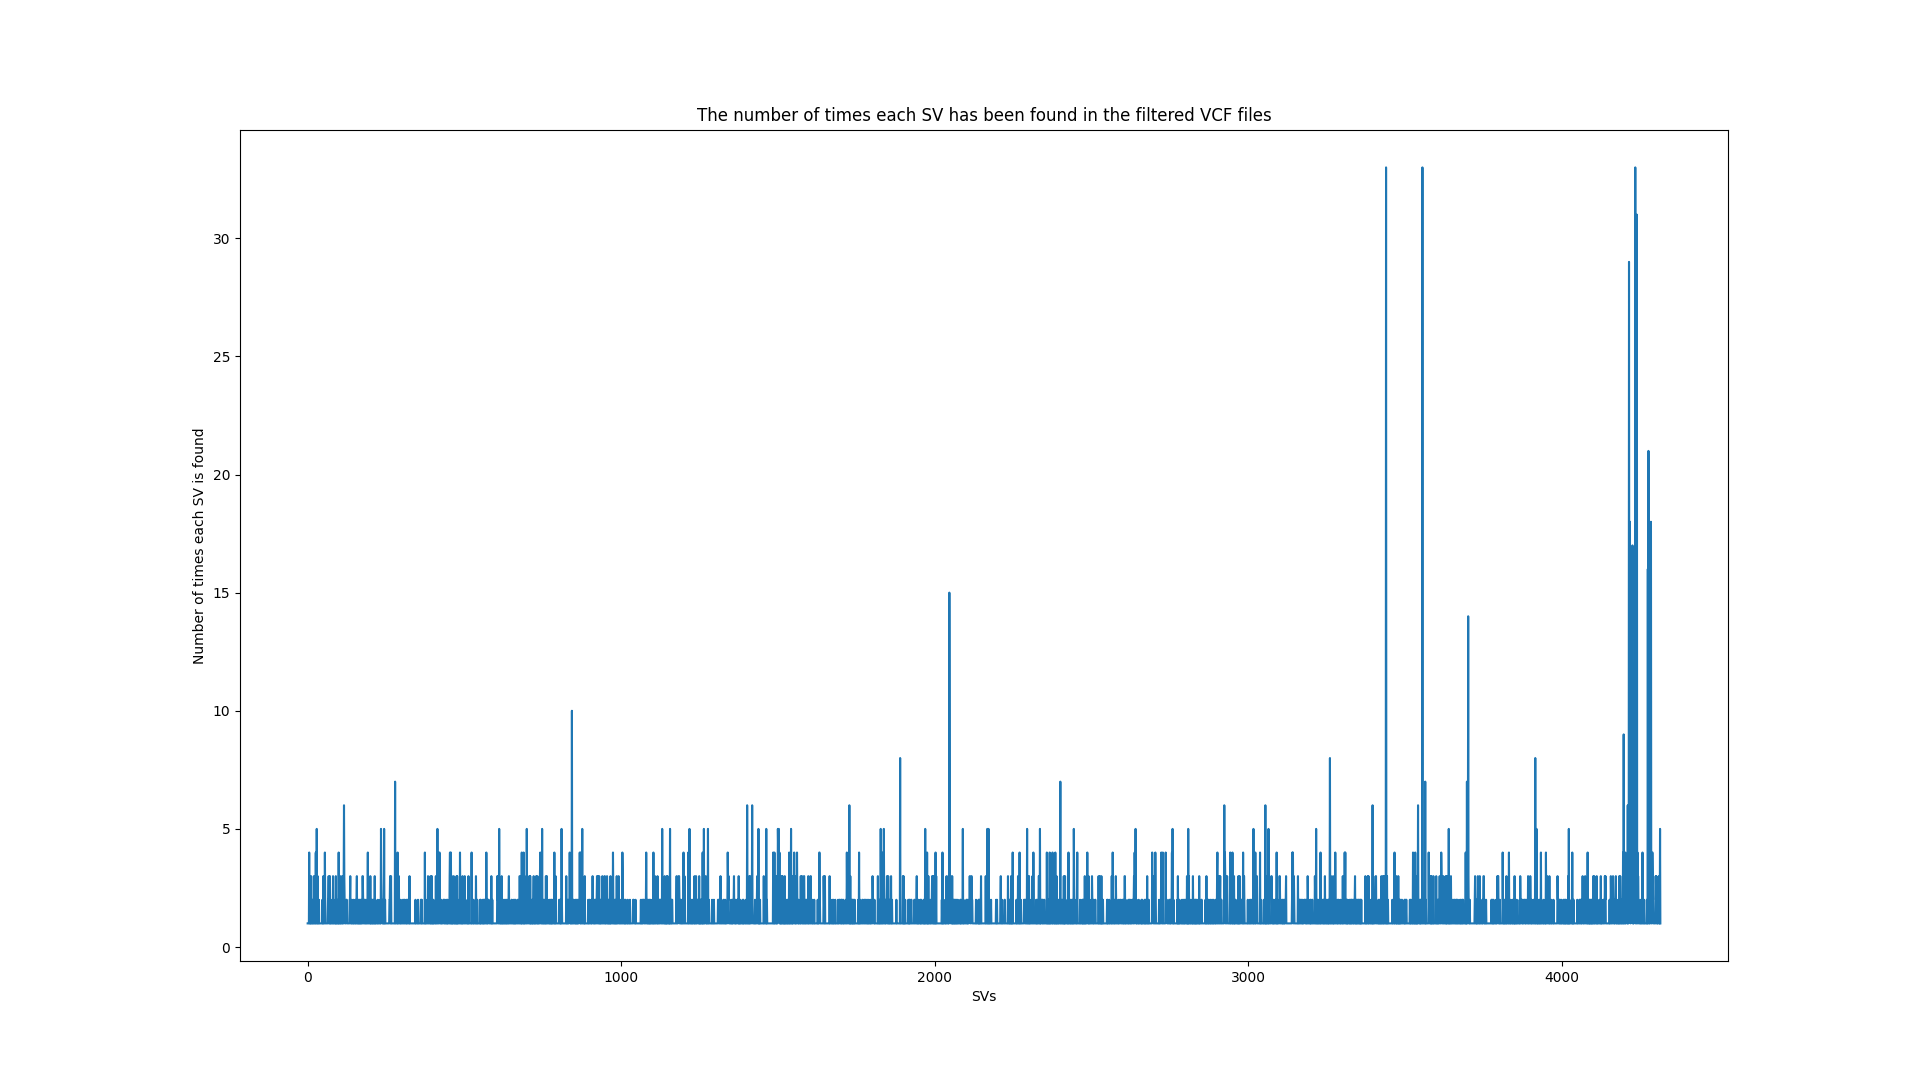 The number of times each SV has been found in the filtered VCF files
Number of times each SV is found
30
25
20
15
10
5
0
0 1000 2000 3000 4000
SVs